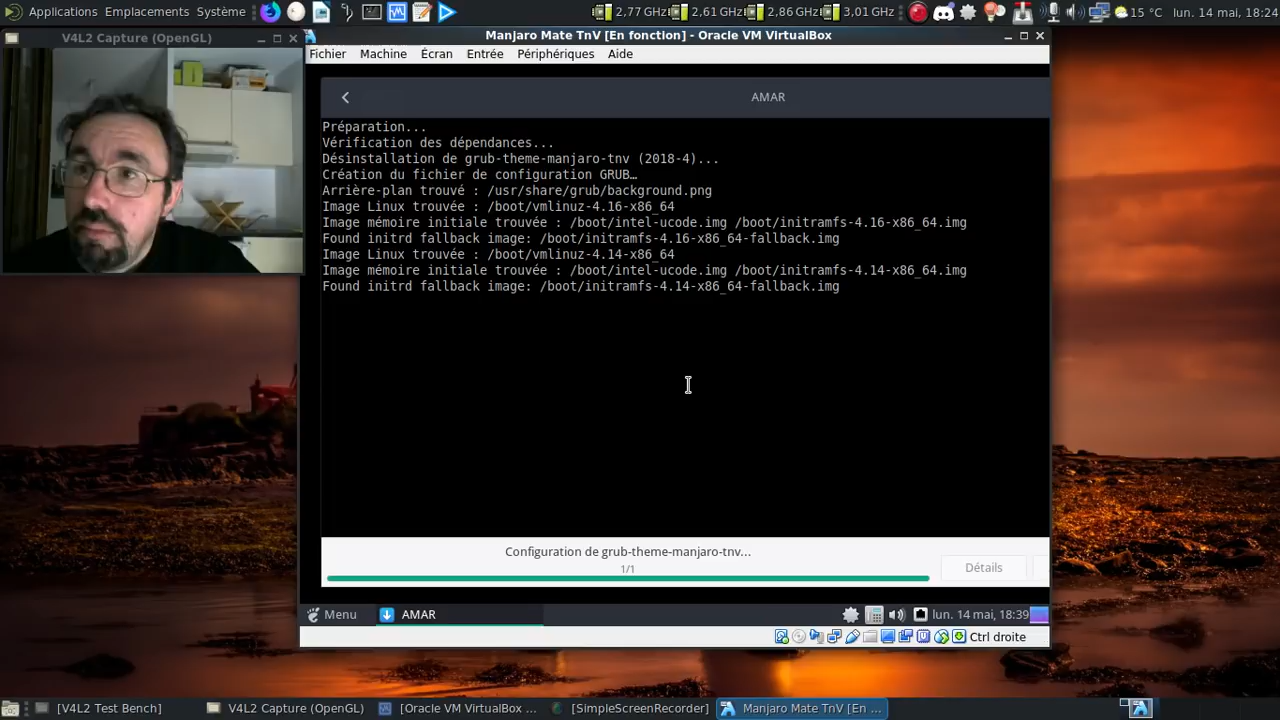 Applications Emplacements Système
2,77 GHz 2,61 GHz 2,86 GHz 3,01 GHz
15 °C lun. 14 mai, 18:24
V4L2 Capture (OpenGL)
Manjaro Mate TnV [En fonction] - Oracle VM VirtualBox
Fichier Machine Écran Entrée Périphériques Aide
AMAR
Préparation...
Vérification des dépendances...
Désinstallation de grub-theme-manjaro-tnv (2018-4)...
Création du fichier de configuration GRUB…
Arrière-plan trouvé : /usr/share/grub/background.png
Image Linux trouvée : /boot/vmlinuz-4.16-x86_64
Image mémoire initiale trouvée : /boot/intel-ucode.img /boot/initramfs-4.16-x86_64.img
Found initrd fallback image: /boot/initramfs-4.16-x86_64-fallback.img
Image Linux trouvée : /boot/vmlinuz-4.14-x86_64
Image mémoire initiale trouvée : /boot/intel-ucode.img /boot/initramfs-4.14-x86_64.img
Found initrd fallback image: /boot/initramfs-4.14-x86_64-fallback.img
Configuration de grub-theme-manjaro-tnv...
1/1
Détails
Menu AMAR lun. 14 mai, 18:39
Ctrl droite
[V4L2 Test Bench] V4L2 Capture (OpenGL) [Oracle VM VirtualBox ... [SimpleScreenRecorder] Manjaro Mate TnV [En ...